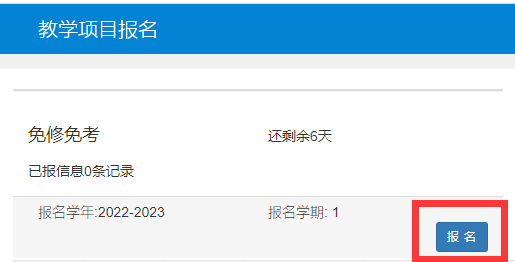 教学项目报名
免修免考 还剩余6天
已报信息0条记录
报名学年:2022-2023 报名学期: 1
报 名